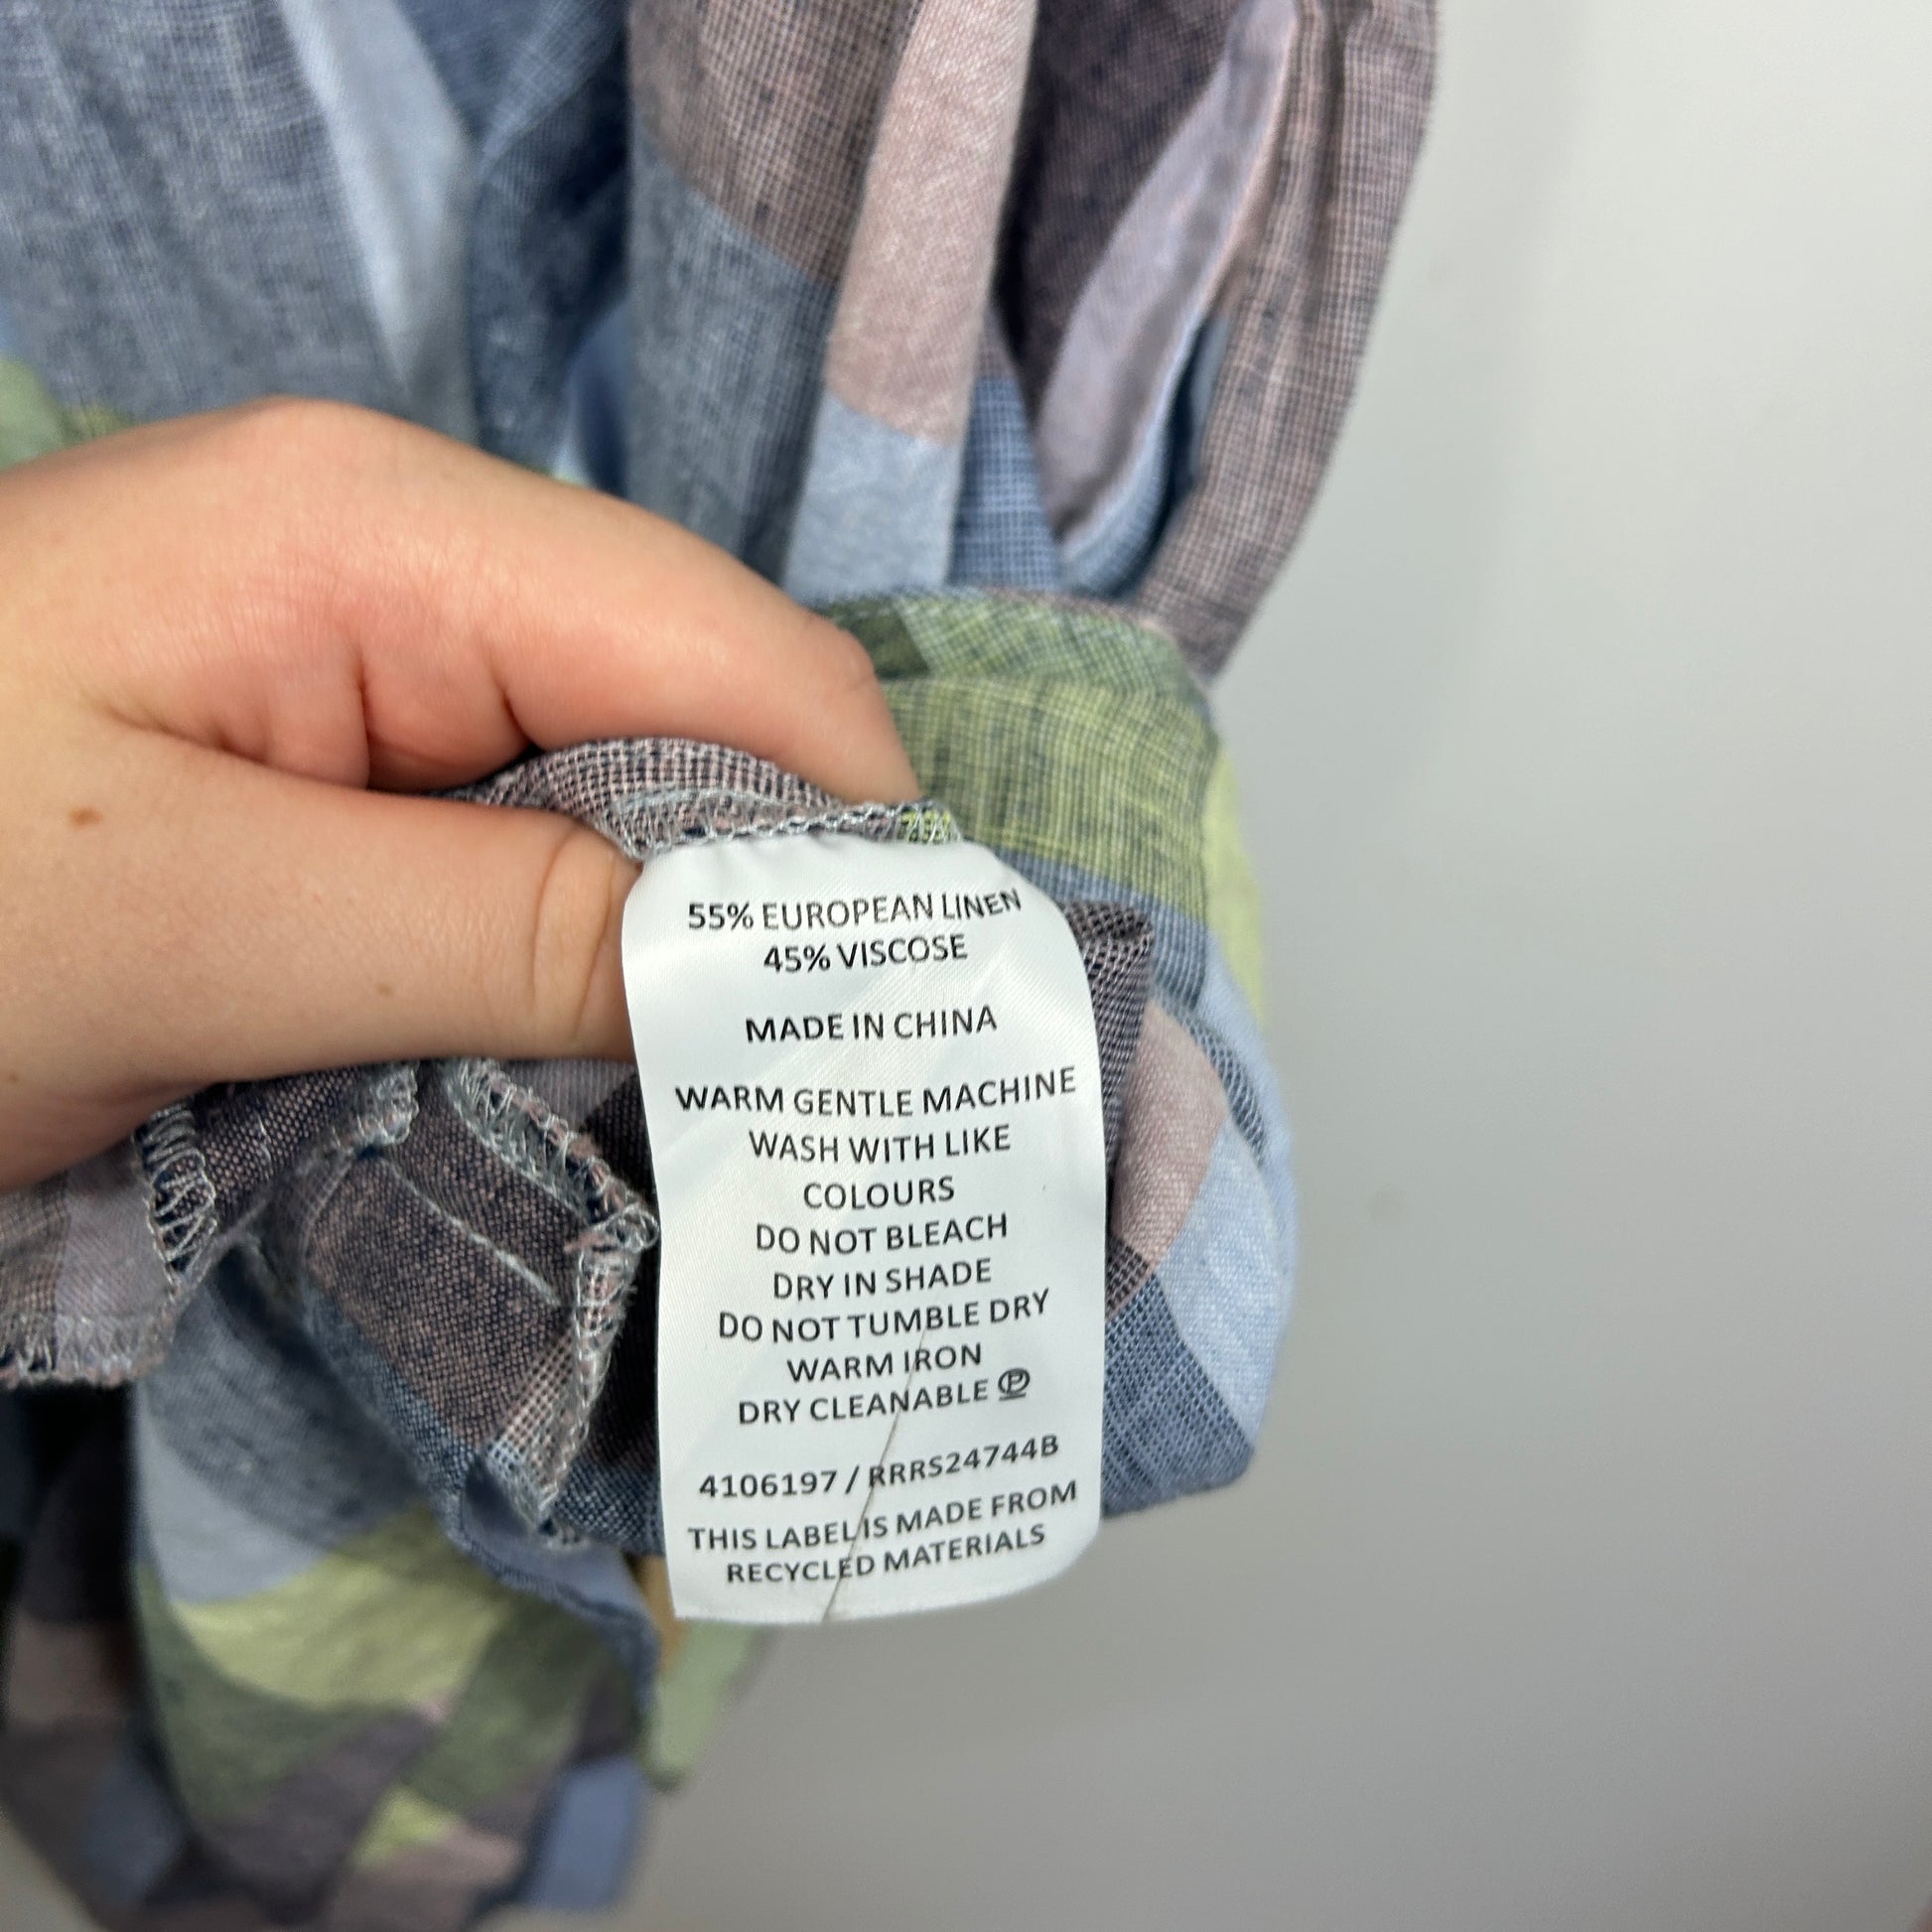 55% EUROPEAN LINEN
45% VISCOSE
MADE IN CHINA
WARM GENTLE MACHINE
WASH WITH LIKE
COLOURS
DO NOT BLEACH
DRY IN SHADE
DO NOT TUMBLE DRY
WARM IRON
DRY CLEANABLE Ⓟ
4106197 / RRRS24744B
THIS LABEL IS MADE FROM
RECYCLED MATERIALS